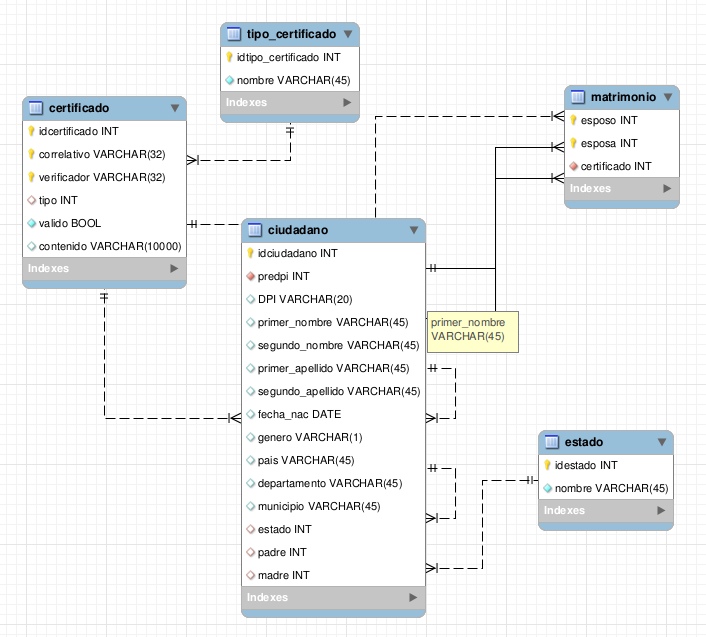 tipo_certificado
idtipo_certificado INT
nombre VARCHAR(45)
Indexes
certificado
idcertificado INT
correlativo VARCHAR(32)
verificador VARCHAR(32)
tipo INT
valido BOOL
contenido VARCHAR(10000)
Indexes
matrimonio
esposo INT
esposa INT
certificado INT
Indexes
ciudadano
idciudadano INT
predpi INT
DPI VARCHAR(20)
primer_nombre VARCHAR(45)
segundo_nombre VARCHAR(45)
primer_apellido VARCHAR(45)
segundo_apellido VARCHAR(45)
fecha_nac DATE
genero VARCHAR(1)
pais VARCHAR(45)
departamento VARCHAR(45)
municipio VARCHAR(45)
estado INT
padre INT
madre INT
Indexes
primer_nombre
VARCHAR(45)
estado
idestado INT
nombre VARCHAR(45)
Indexes